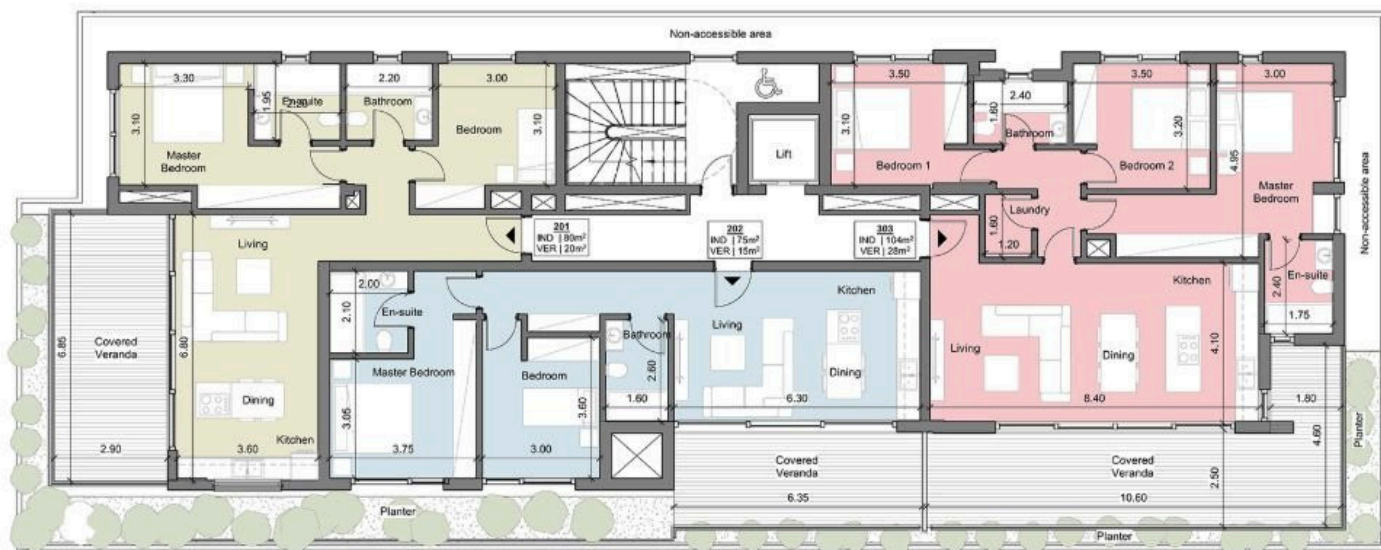 Non-accessible area
3.30
1.95
En-suite
2.20
2.20
Bathroom
3.00
3.10
Master
Bedroom
Bedroom
3.10
Lift
3.50
3.10
Bedroom 1
2.40
1.60
Bathroom
3.50
3.20
Bedroom 2
3.00
4.95
Master
Bedroom
Non-accessible area
Laundry
1.60
1.20
En-suite
2.40
1.75
201
IND | 89m²
VER | 20m²
202
IND | 75m²
VER | 15m²
303
IND | 104m²
VER | 28m²
Living
6.85
Covered
Veranda
2.90
6.80
Dining
3.60
Kitchen
2.00
2.10
En-suite
Master Bedroom
3.05
3.75
Bedroom
3.60
3.00
Bathroom
2.60
1.60
Living
Kitchen
Dining
6.30
Living
Dining
Kitchen
4.10
8.40
1.80
4.60
Planter
Covered
Veranda
6.35
Covered
Veranda
10.60
2.50
Planter
Planter